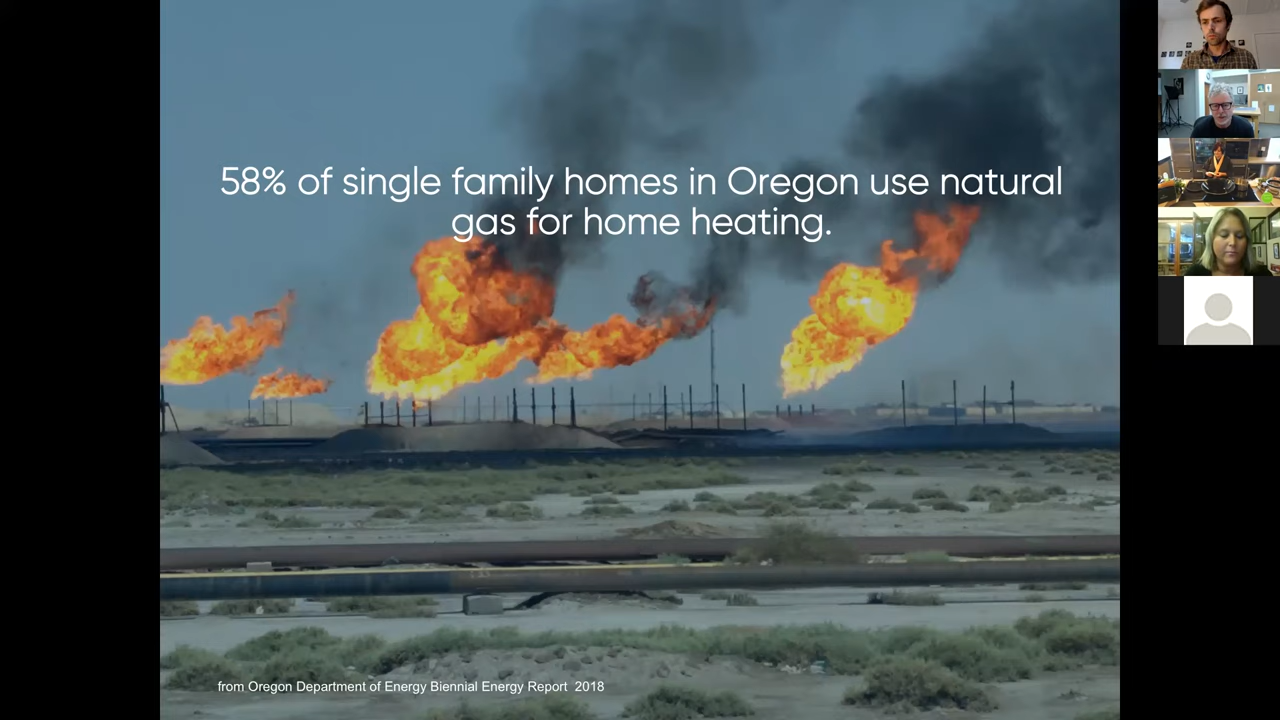 58% of single family homes in Oregon use natural
gas for home heating.
from Oregon Department of Energy Biennial Energy Report 2018